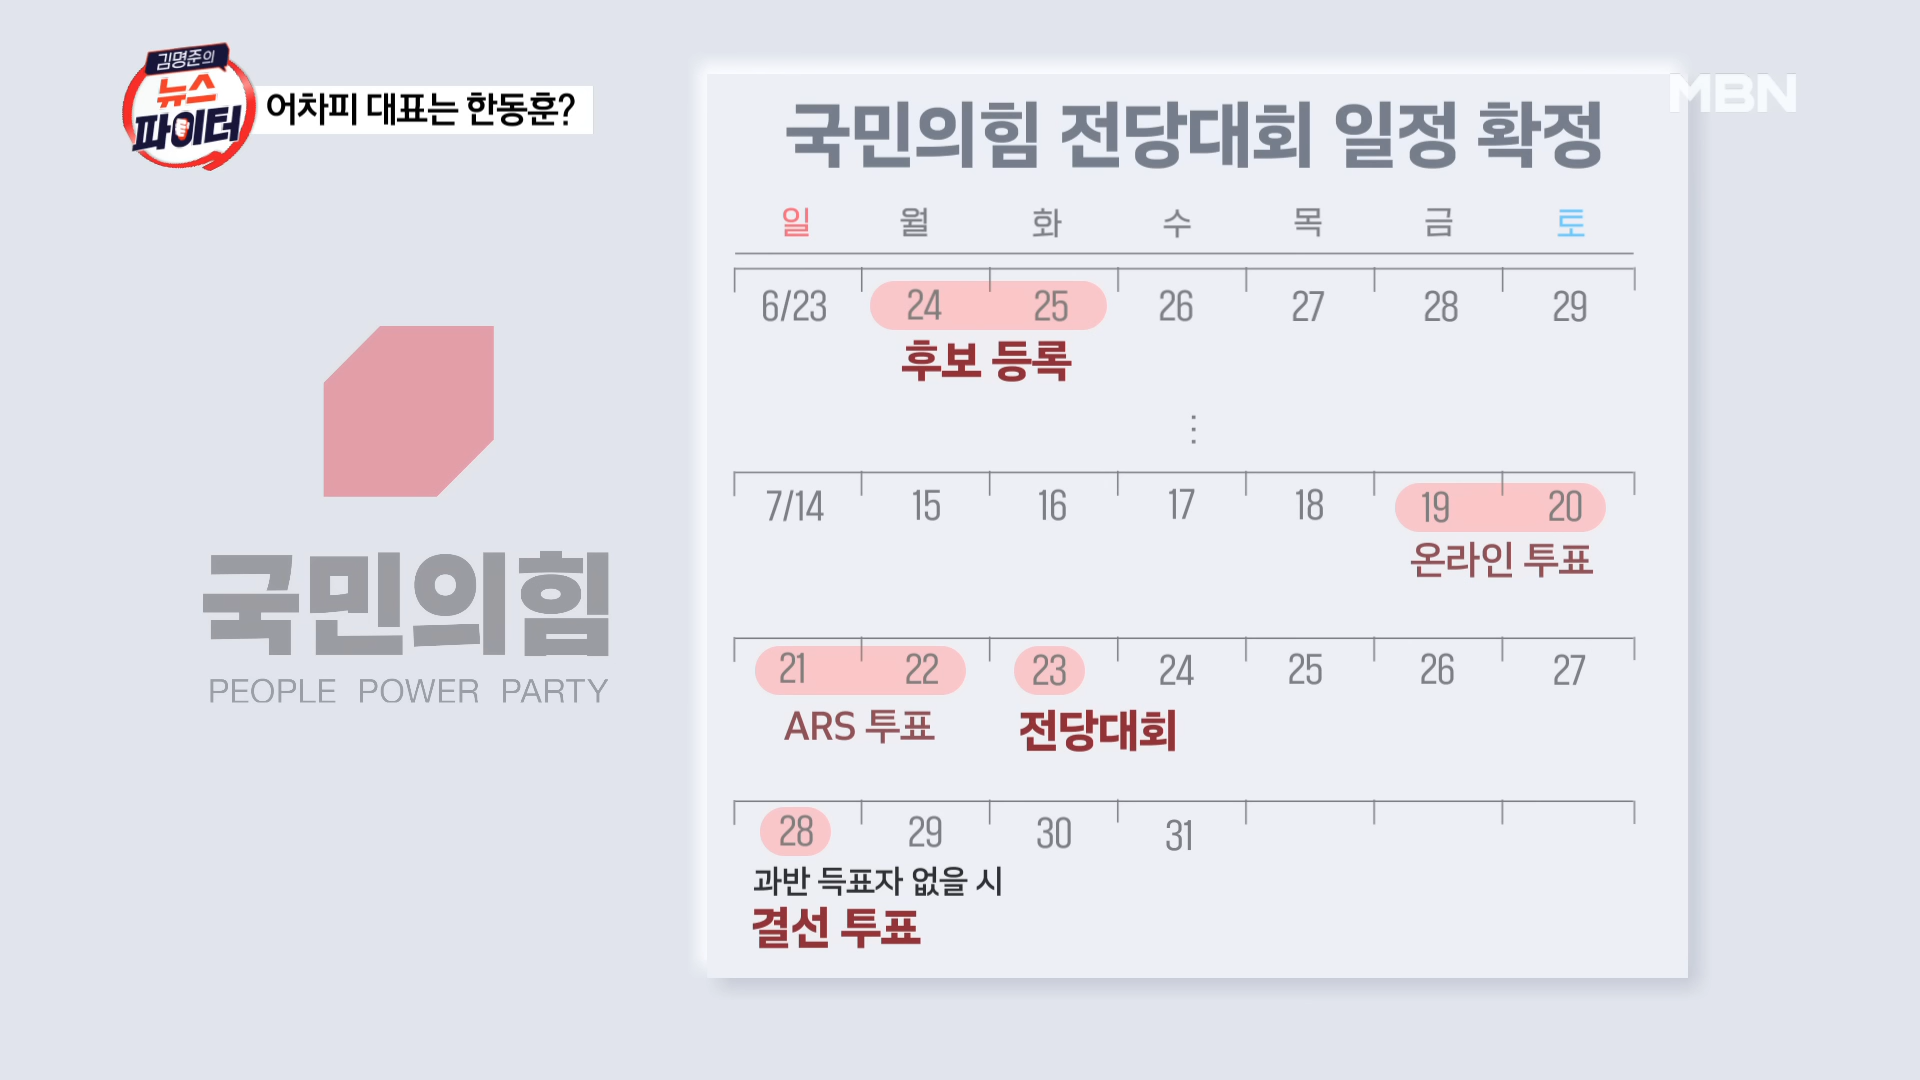 김명준의
뉴스
파이터
어차피 대표는 한동훈?
MBN
국민의힘 전당대회 일정 확정
일 월 화 수 목 금 토
6/23 24 25 26 27 28 29
후보 등록
⋮
7/14 15 16 17 18 19 20
온라인 투표
21 22 23 24 25 26 27
ARS 투표 전당대회
28 29 30 31
과반 득표자 없을 시
결선 투표
국민의힘
PEOPLE POWER PARTY